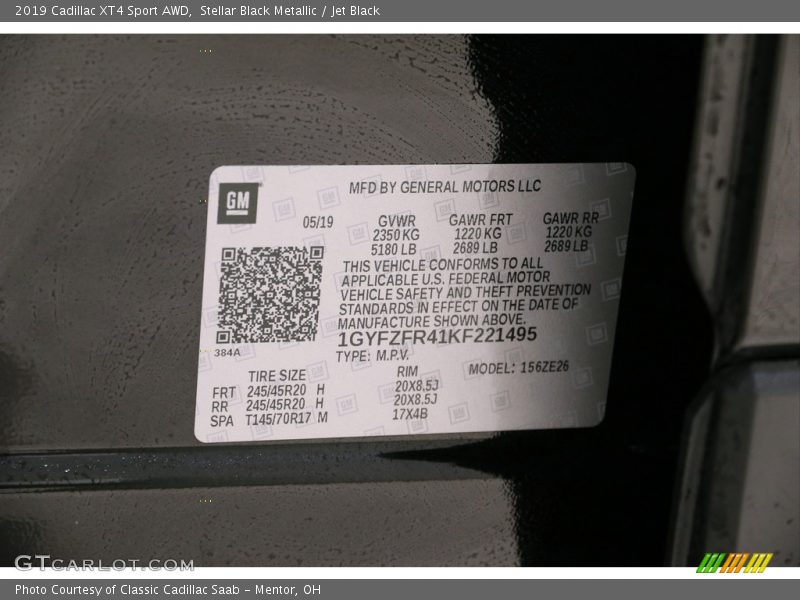 2019 Cadillac XT4 Sport AWD,  Stellar Black Metallic / Jet Black
GM
MFD BY GENERAL MOTORS LLC
05/19
GVWR GAWR FRT GAWR RR
2350 KG 1220 KG 1220 KG
5180 LB 2689 LB 2689 LB
THIS VEHICLE CONFORMS TO ALL
APPLICABLE U.S. FEDERAL MOTOR
VEHICLE SAFETY AND THEFT PREVENTION
STANDARDS IN EFFECT ON THE DATE OF
MANUFACTURE SHOWN ABOVE.
1GYFZFR41KF221495
384A
TYPE: M.P.V.
TIRE SIZE RIM MODEL: 156ZE26
FRT 245/45R20 H 20X8.5J
RR 245/45R20 H 20X8.5J
SPA T145/70R17 M 17X4B
GTCARLOT.COM
Photo Courtesy of Classic Cadillac Saab - Mentor, OH